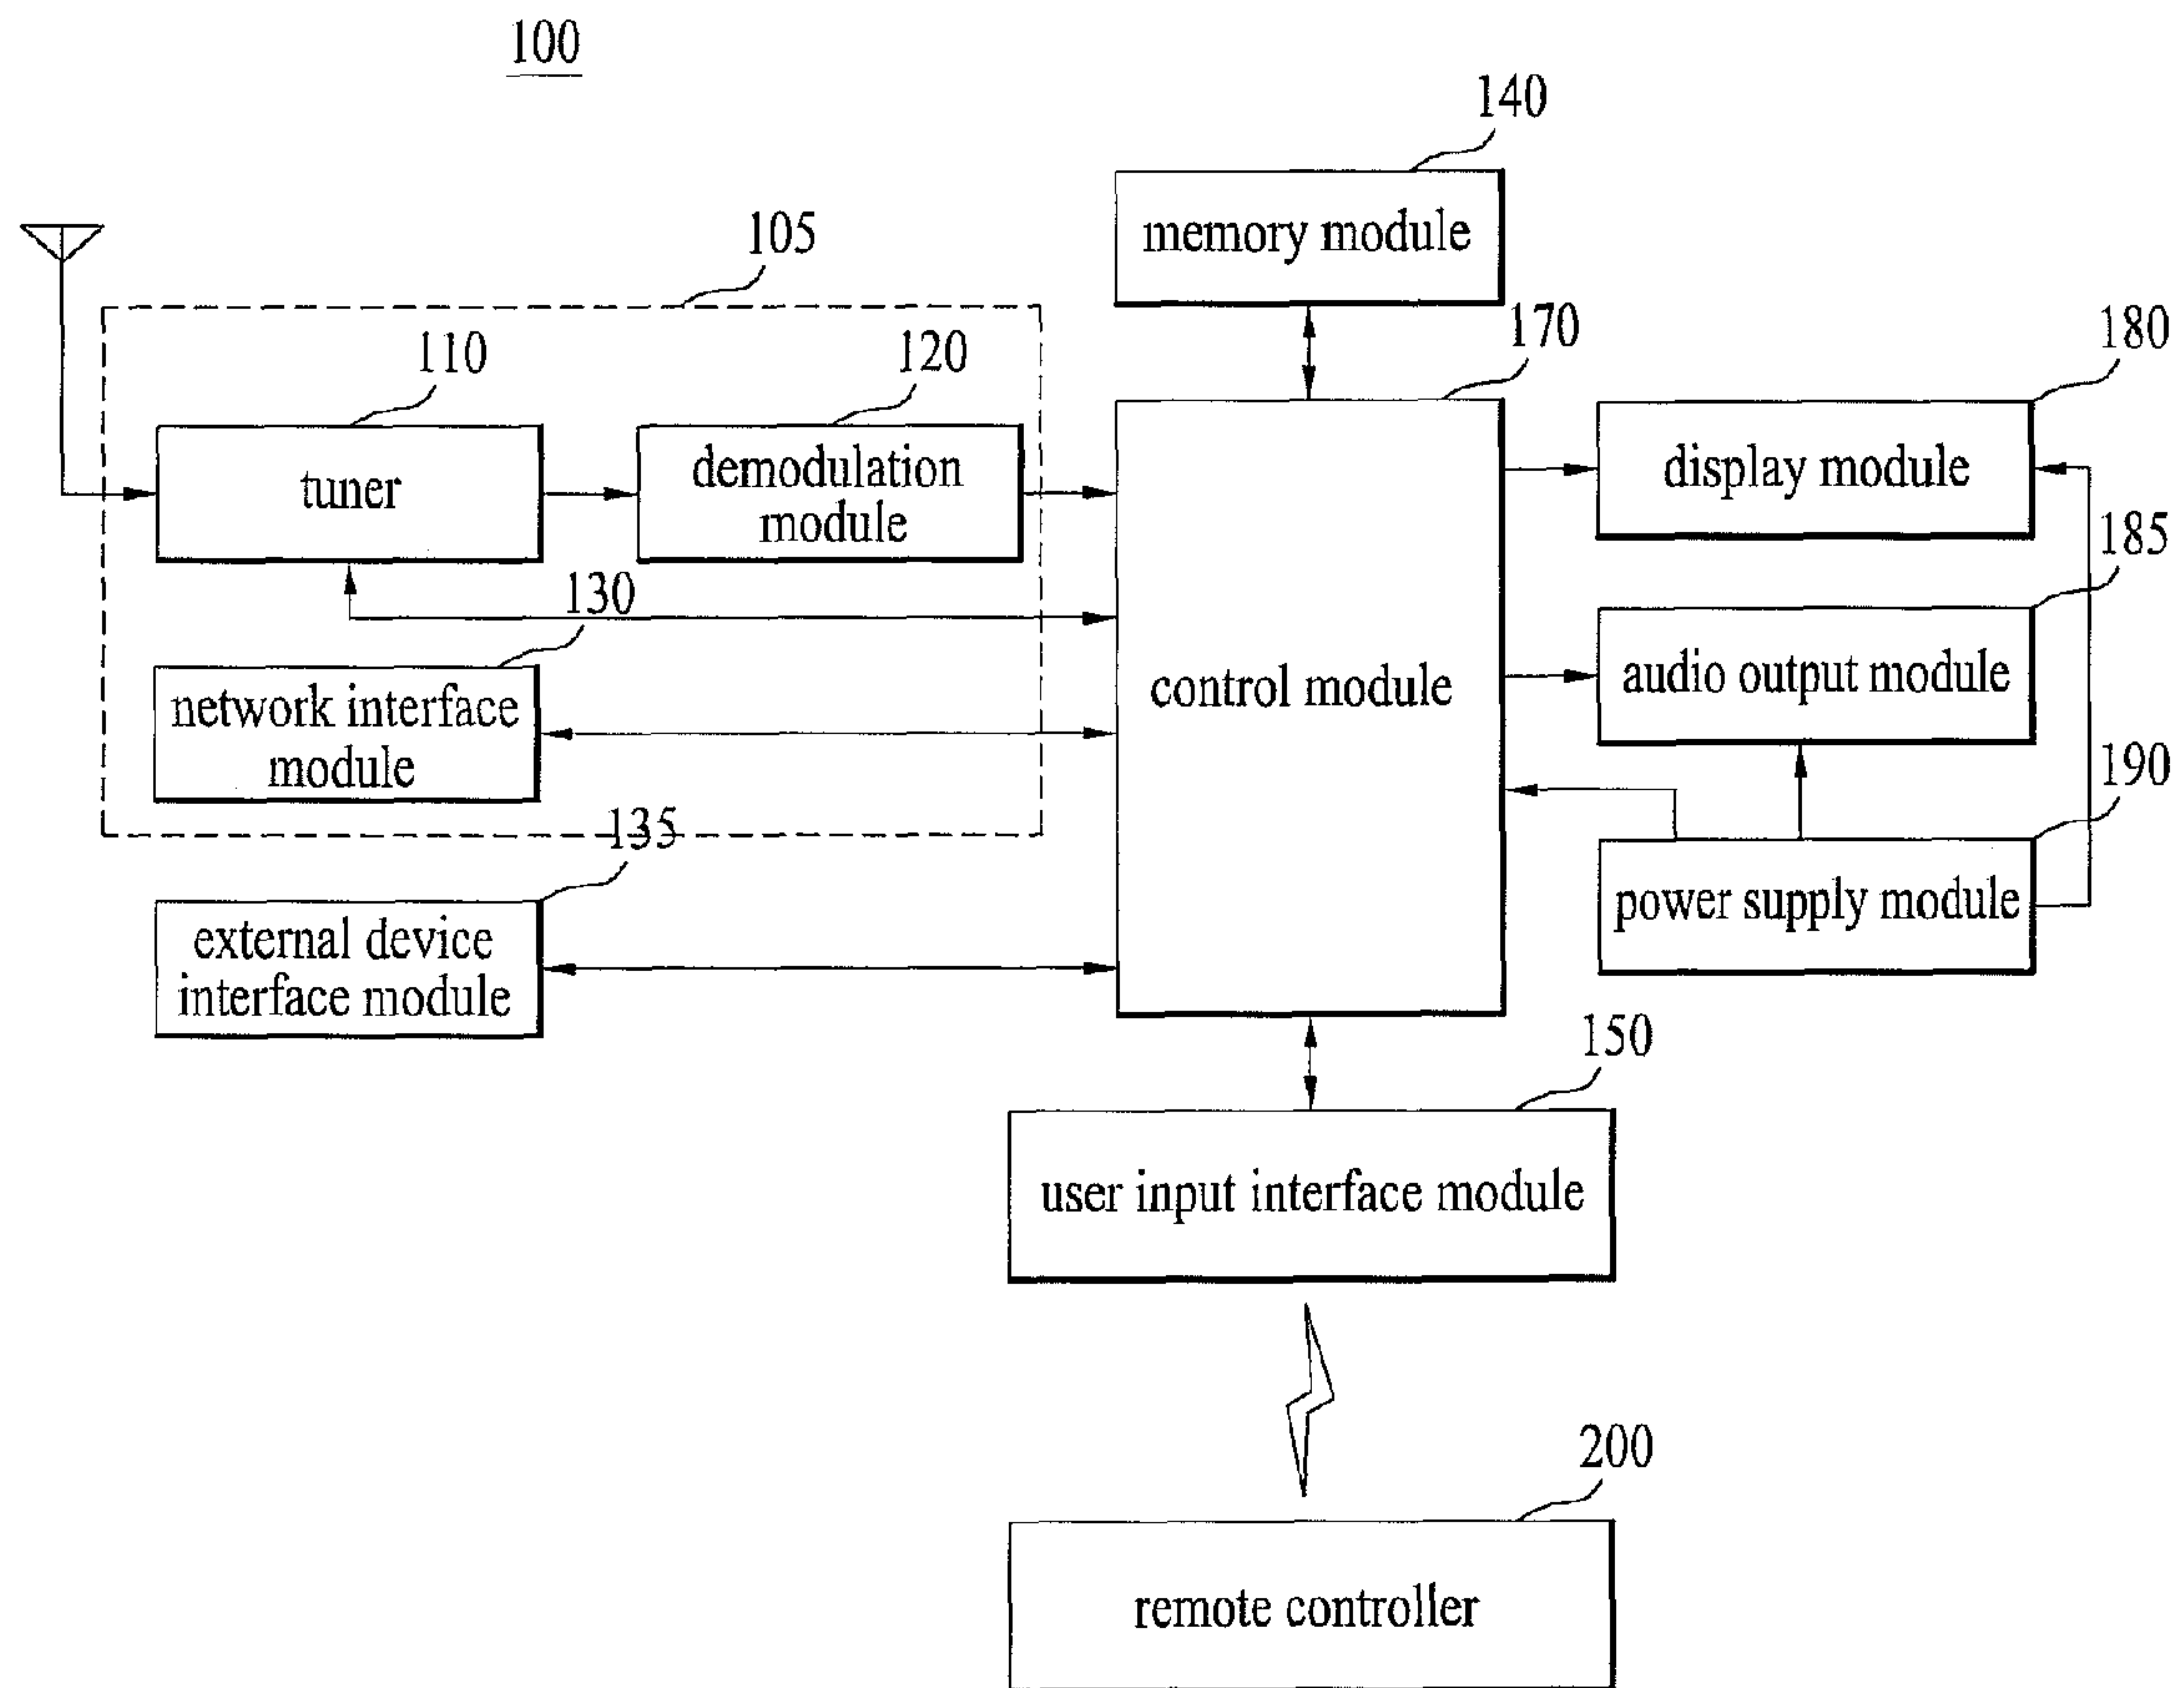 100
140
memory module
105
170
180
110
120
tuner
demodulation
module
display module
185
130
network interface
module
control module
audio output module
190
135
external device
interface module
power supply module
150
user input interface module
200
remote controller